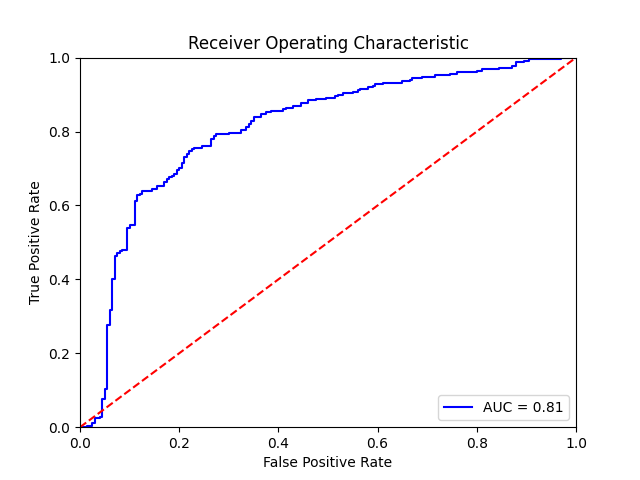 Receiver Operating Characteristic
True Positive Rate
1.0
0.8
0.6
0.4
0.2
0.0
AUC = 0.81
0.0 0.2 0.4 0.6 0.8 1.0
False Positive Rate